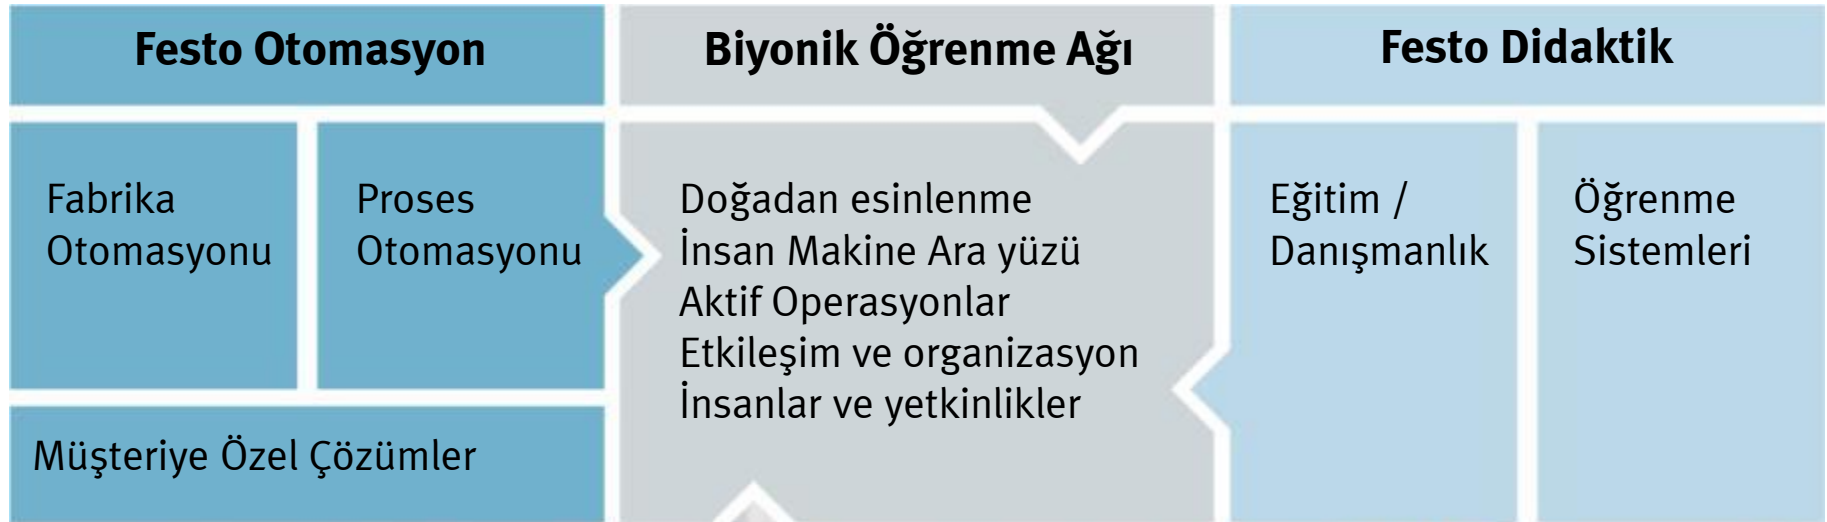 Festo Otomasyon
Biyonik Öğrenme Ağı
Festo Didaktik
Fabrika
Otomasyonu
Proses
Otomasyonu
Müşteriye Özel Çözümler
Doğadan esinlenme
İnsan Makine Ara yüzü
Aktif Operasyonlar
Etkileşim ve organizasyon
İnsanlar ve yetkinlikler
Eğitim /
Danışmanlık
Öğrenme
Sistemleri